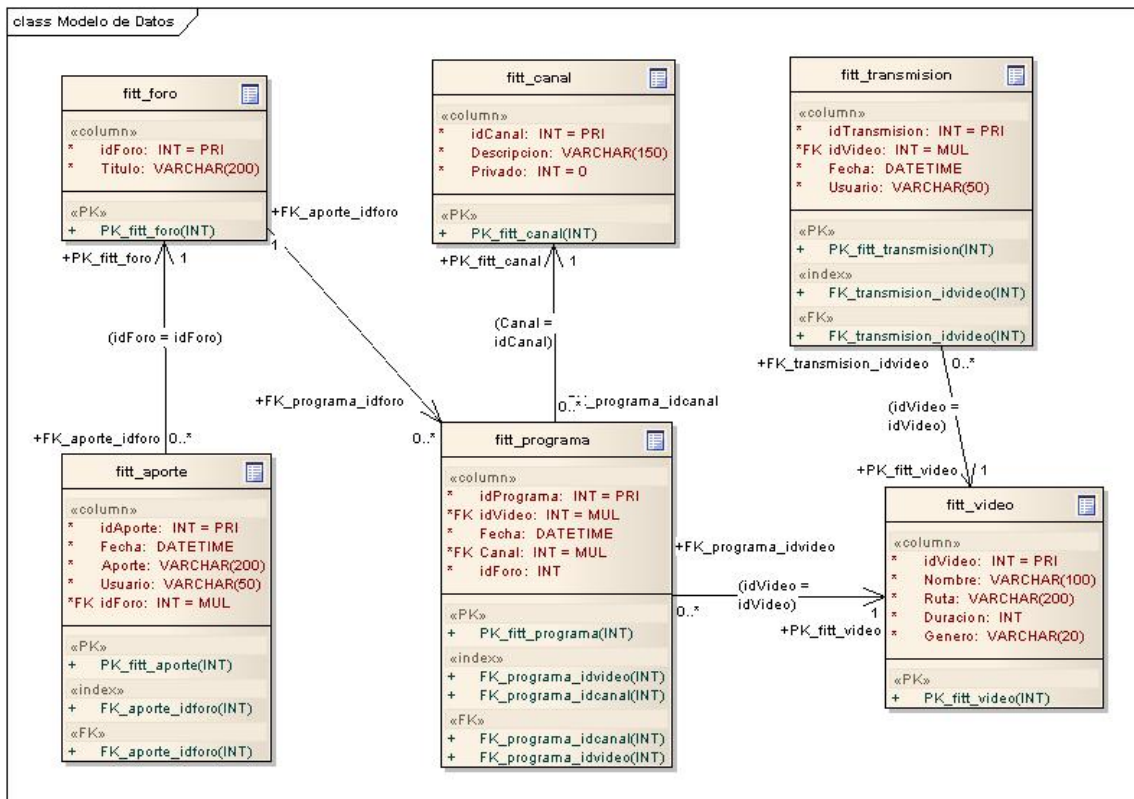 class Modelo de Datos
fitt_foro
«column»
* idForo: INT = PRI
* Titulo: VARCHAR(200)
«PK»
+ PK_fitt_foro(INT)
fitt_canal
«column»
* idCanal: INT = PRI
* Descripcion: VARCHAR(150)
* Privado: INT = 0
«PK»
+ PK_fitt_canal(INT)
fitt_transmision
«column»
* idTransmision: INT = PRI
*FK idVideo: INT = MUL
* Fecha: DATETIME
* Usuario: VARCHAR(50)
«PK»
+ PK_fitt_transmision(INT)
«index»
+ FK_transmision_idvideo(INT)
«FK»
+ FK_transmision_idvideo(INT)
+FK_aporte_idforo
1
+PK_fitt_foro
1
(idForo = idForo)
+FK_aporte_idforo
0..*
+PK_fitt_canal
1
(Canal =
idCanal)
0..*
_programa_idcanal
+FK_programa_idforo
0..*
+FK_transmision_idvideo
0..*
(idVideo =
idVideo)
+PK_fitt_video
1
fitt_aporte
«column»
* idAporte: INT = PRI
* Fecha: DATETIME
* Aporte: VARCHAR(200)
* Usuario: VARCHAR(50)
*FK idForo: INT = MUL
«PK»
+ PK_fitt_aporte(INT)
«index»
+ FK_aporte_idforo(INT)
«FK»
+ FK_aporte_idforo(INT)
fitt_programa
«column»
* idPrograma: INT = PRI
*FK idVideo: INT = MUL
* Fecha: DATETIME
*FK Canal: INT = MUL
* idForo: INT
«PK»
+ PK_fitt_programa(INT)
«index»
+ FK_programa_idvideo(INT)
+ FK_programa_idcanal(INT)
«FK»
+ FK_programa_idcanal(INT)
+ FK_programa_idvideo(INT)
+FK_programa_idvideo
(idVideo =
idVideo)
0..*
1
+PK_fitt_video
fitt_video
«column»
* idVideo: INT = PRI
* Nombre: VARCHAR(100)
* Ruta: VARCHAR(200)
* Duracion: INT
* Genero: VARCHAR(20)
«PK»
+ PK_fitt_video(INT)